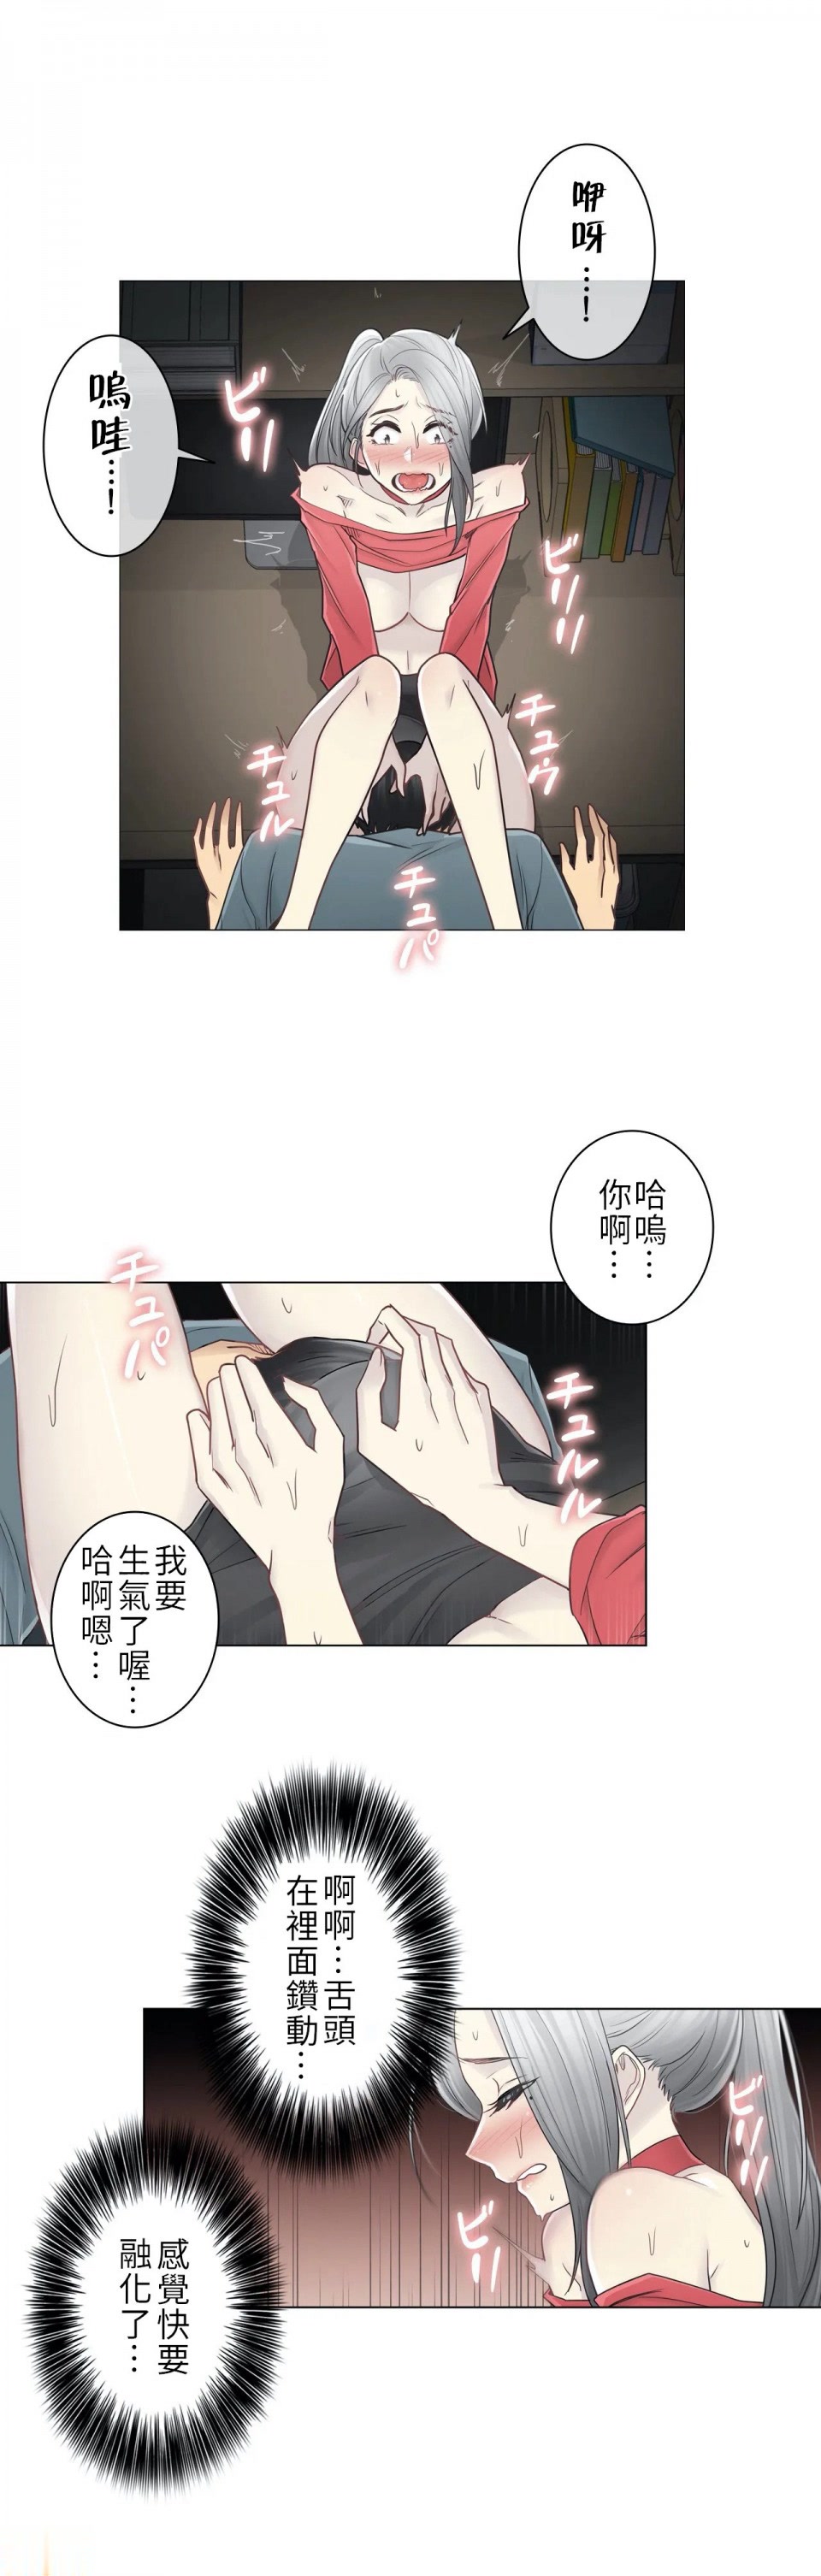 咿呀…！
嗚哇…！
ビリ
ビリリ
チュウ
チュル
チュパ
哈嗚…
你啊…
チュパ
チュルル
我要
生氣了喔…
哈啊嗯…
啊啊…舌頭
在裡面鑽動…
ビリリ
ビリ
感覺快要
融化了…